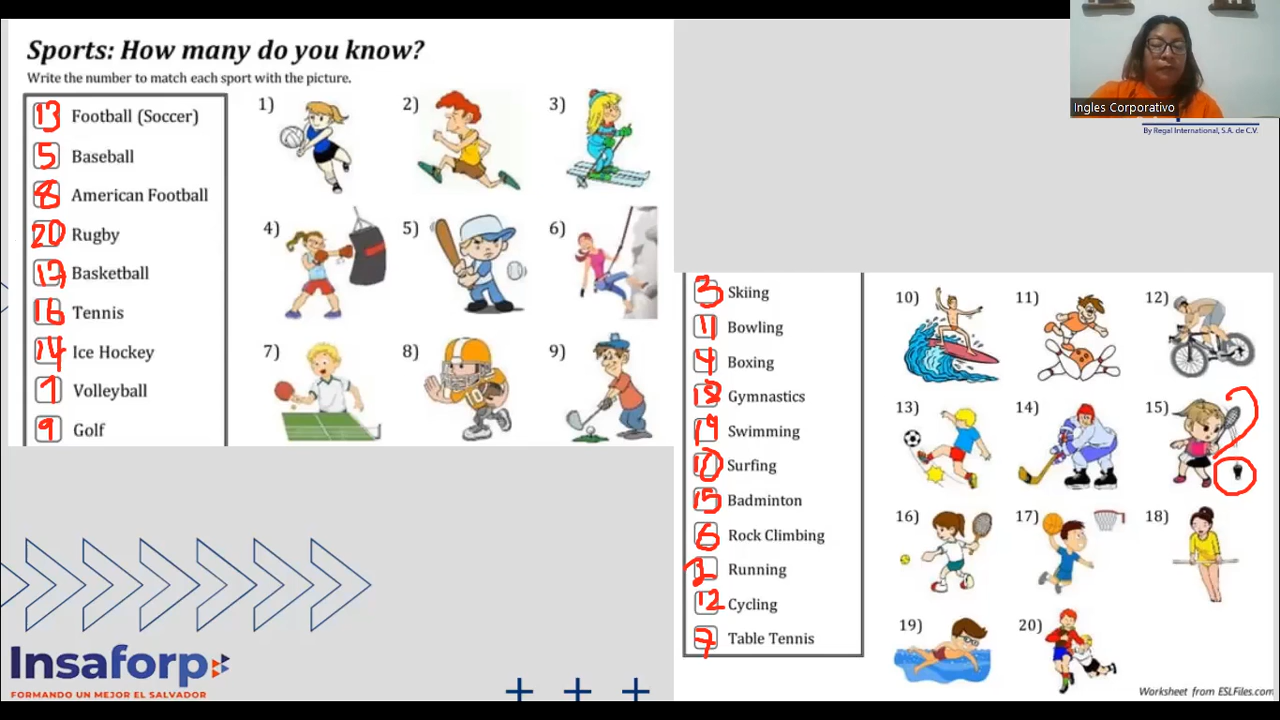 Sports: How many do you know?
Write the number to match each sport with the picture.
13 Football (Soccer)
5 Baseball
8 American Football
20 Rugby
17 Basketball
16 Tennis
14 Ice Hockey
1 Volleyball
9 Golf
1) 2) 3)
4) 5) 6)
7) 8) 9)
10
Ingles Corporativo
By Regal International, S.A. de C.V.
3 Skiing
11 Bowling
4 Boxing
18 Gymnastics
19 Swimming
10 Surfing
15 Badminton
6 Rock Climbing
2 Running
12 Cycling
7 Table Tennis
10) 11) 12)
13) 14) 15)
16) 17) 18)
19) 20)
Worksheet from ESLFiles.com
Insaforp
FORMANDO UN MEJOR EL SALVADOR